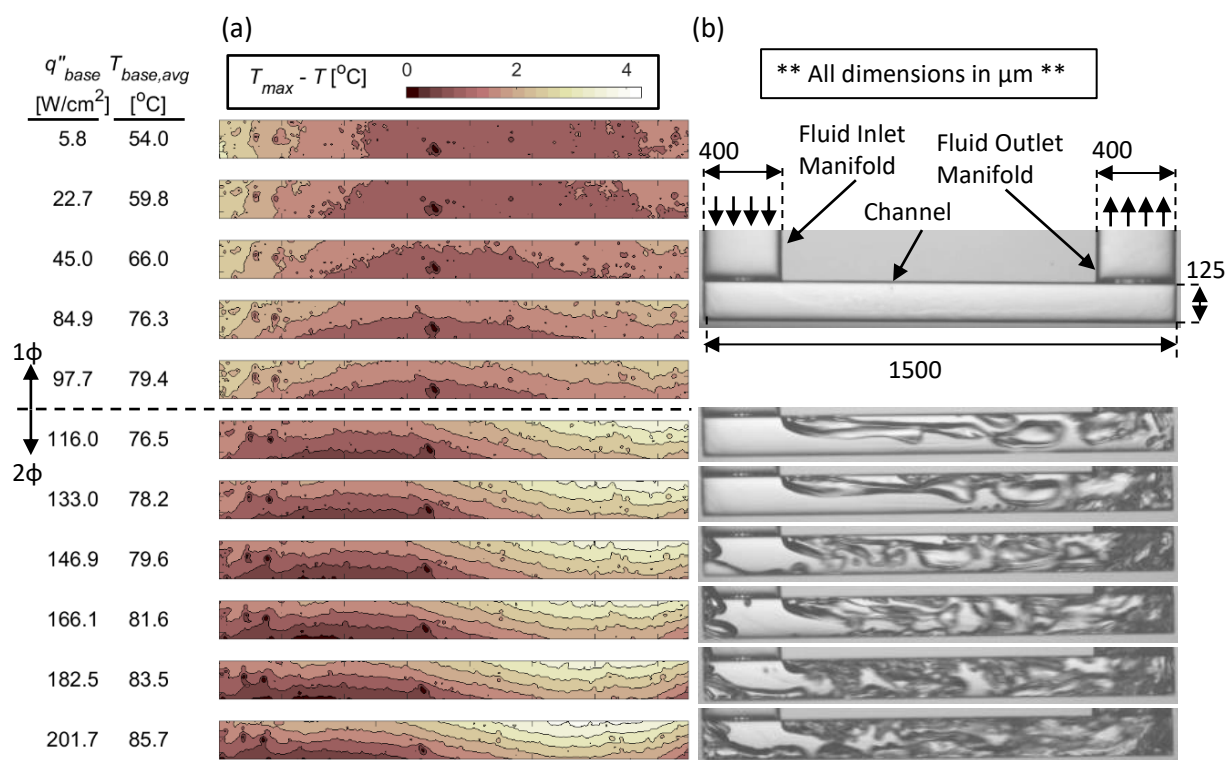 (a)
(b)
q"base Tbase,avg
[W/cm²] [°C]
Tmax - T [°C] 0 2 4
** All dimensions in µm **
5.8 54.0
22.7 59.8
45.0 66.0
84.9 76.3
1ϕ
97.7 79.4
116.0 76.5
2ϕ
133.0 78.2
146.9 79.6
166.1 81.6
182.5 83.5
201.7 85.7
400
Fluid Inlet
Manifold
Fluid Outlet
Manifold
400
Channel
125
1500